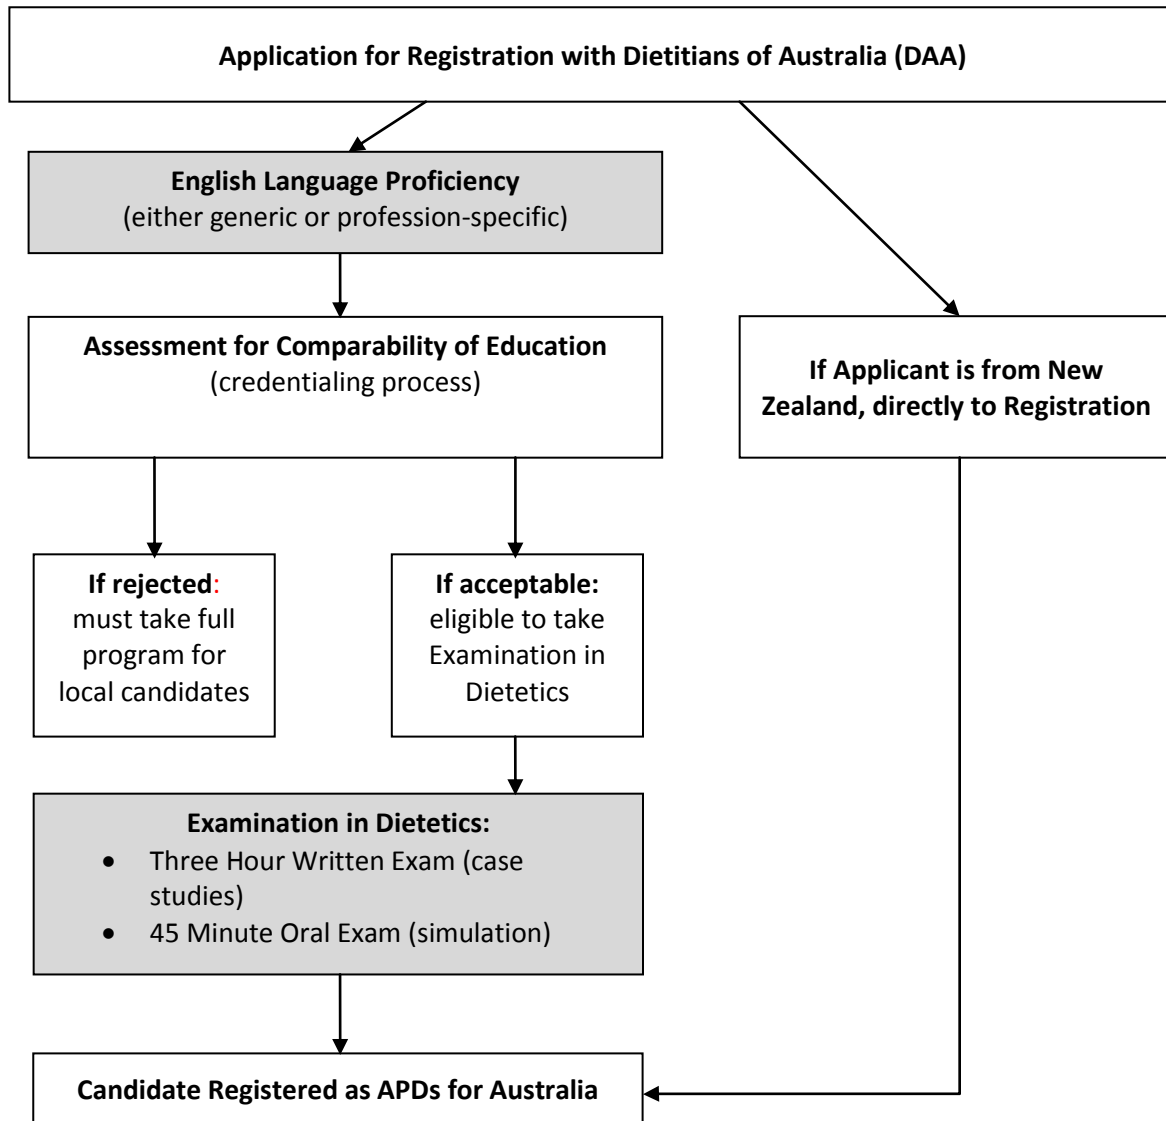 Application for Registration with Dietitians of Australia (DAA)
English Language Proficiency
(either generic or profession-specific)
Assessment for Comparability of Education
(credentialing process)
If Applicant is from New
Zealand, directly to Registration
If rejected:
must take full
program for
local candidates
If acceptable:
eligible to take
Examination in
Dietetics
Examination in Dietetics:
• Three Hour Written Exam (case
studies)
• 45 Minute Oral Exam (simulation)
Candidate Registered as APDs for Australia